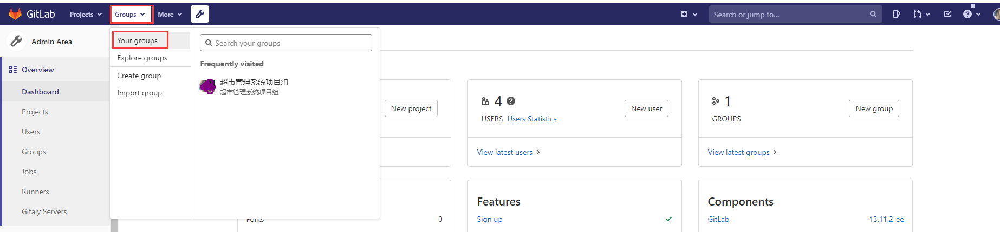 GitLab
Projects
Groups
More
Search or jump to...
Admin Area
Overview
Dashboard
Projects
Users
Groups
Jobs
Runners
Gitaly Servers
Your groups
Explore groups
Create group
Import group
Search your groups
Frequently visited
超市管理系统项目组
超市管理系统项目组
New project
4
USERS Users Statistics
New user
View latest users
1
GROUPS
New group
View latest groups
Forks 0
Features
Sign up
Components
GitLab 13.11.2-ee